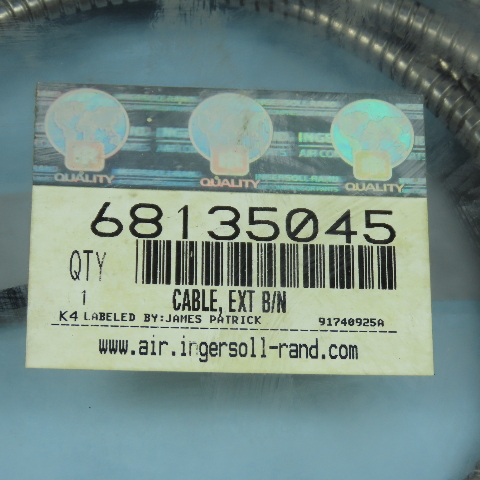 QUALITY QUALITY QUALITY
68135045
QTY
1
CABLE, EXT B/N
K4 LABELED BY:JAMES PATRICK 91740925A
www.air.ingersoll-rand.com